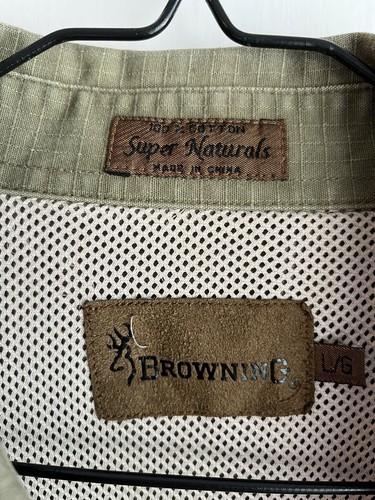 100% COTTON
Super Naturals
MADE IN CHINA
BROWNING
L/G